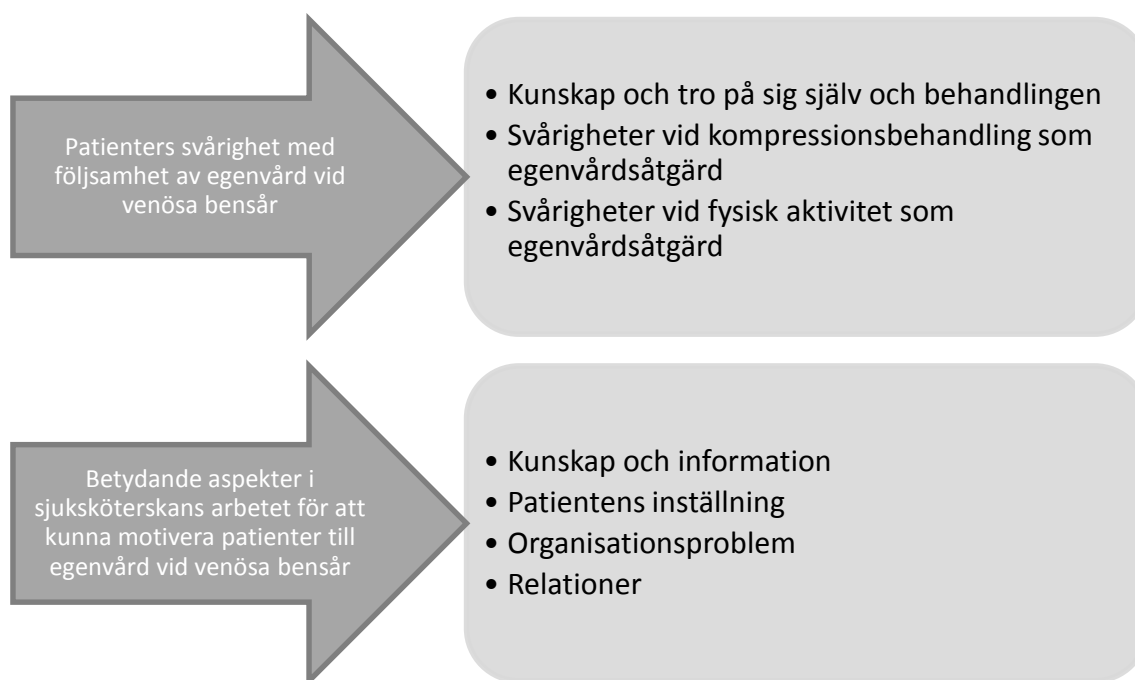 Patienters svårighet med
följsamhet av egenvård vid
venösa bensår
• Kunskap och tro på sig själv och behandlingen
• Svårigheter vid kompressionsbehandling som
egenvårdsåtgärd
• Svårigheter vid fysisk aktivitet som
egenvårdsåtgärd
Betydande aspekter i
sjuksköterskans arbetet för att
kunna motivera patienter till
egenvård vid venösa bensår
• Kunskap och information
• Patientens inställning
• Organisationsproblem
• Relationer